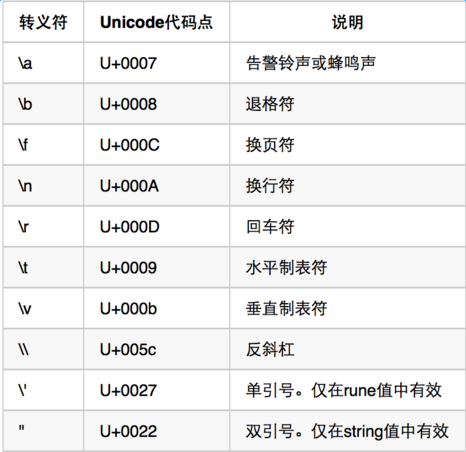 转义符 Unicode代码点 说明
\a U+0007 告警铃声或蜂鸣声
\b U+0008 退格符
\f U+000C 换页符
\n U+000A 换行符
\r U+000D 回车符
\t U+0009 水平制表符
\v U+000b 垂直制表符
\\ U+005c 反斜杠
\' U+0027 单引号。仅在rune值中有效
" U+0022 双引号。仅在string值中有效